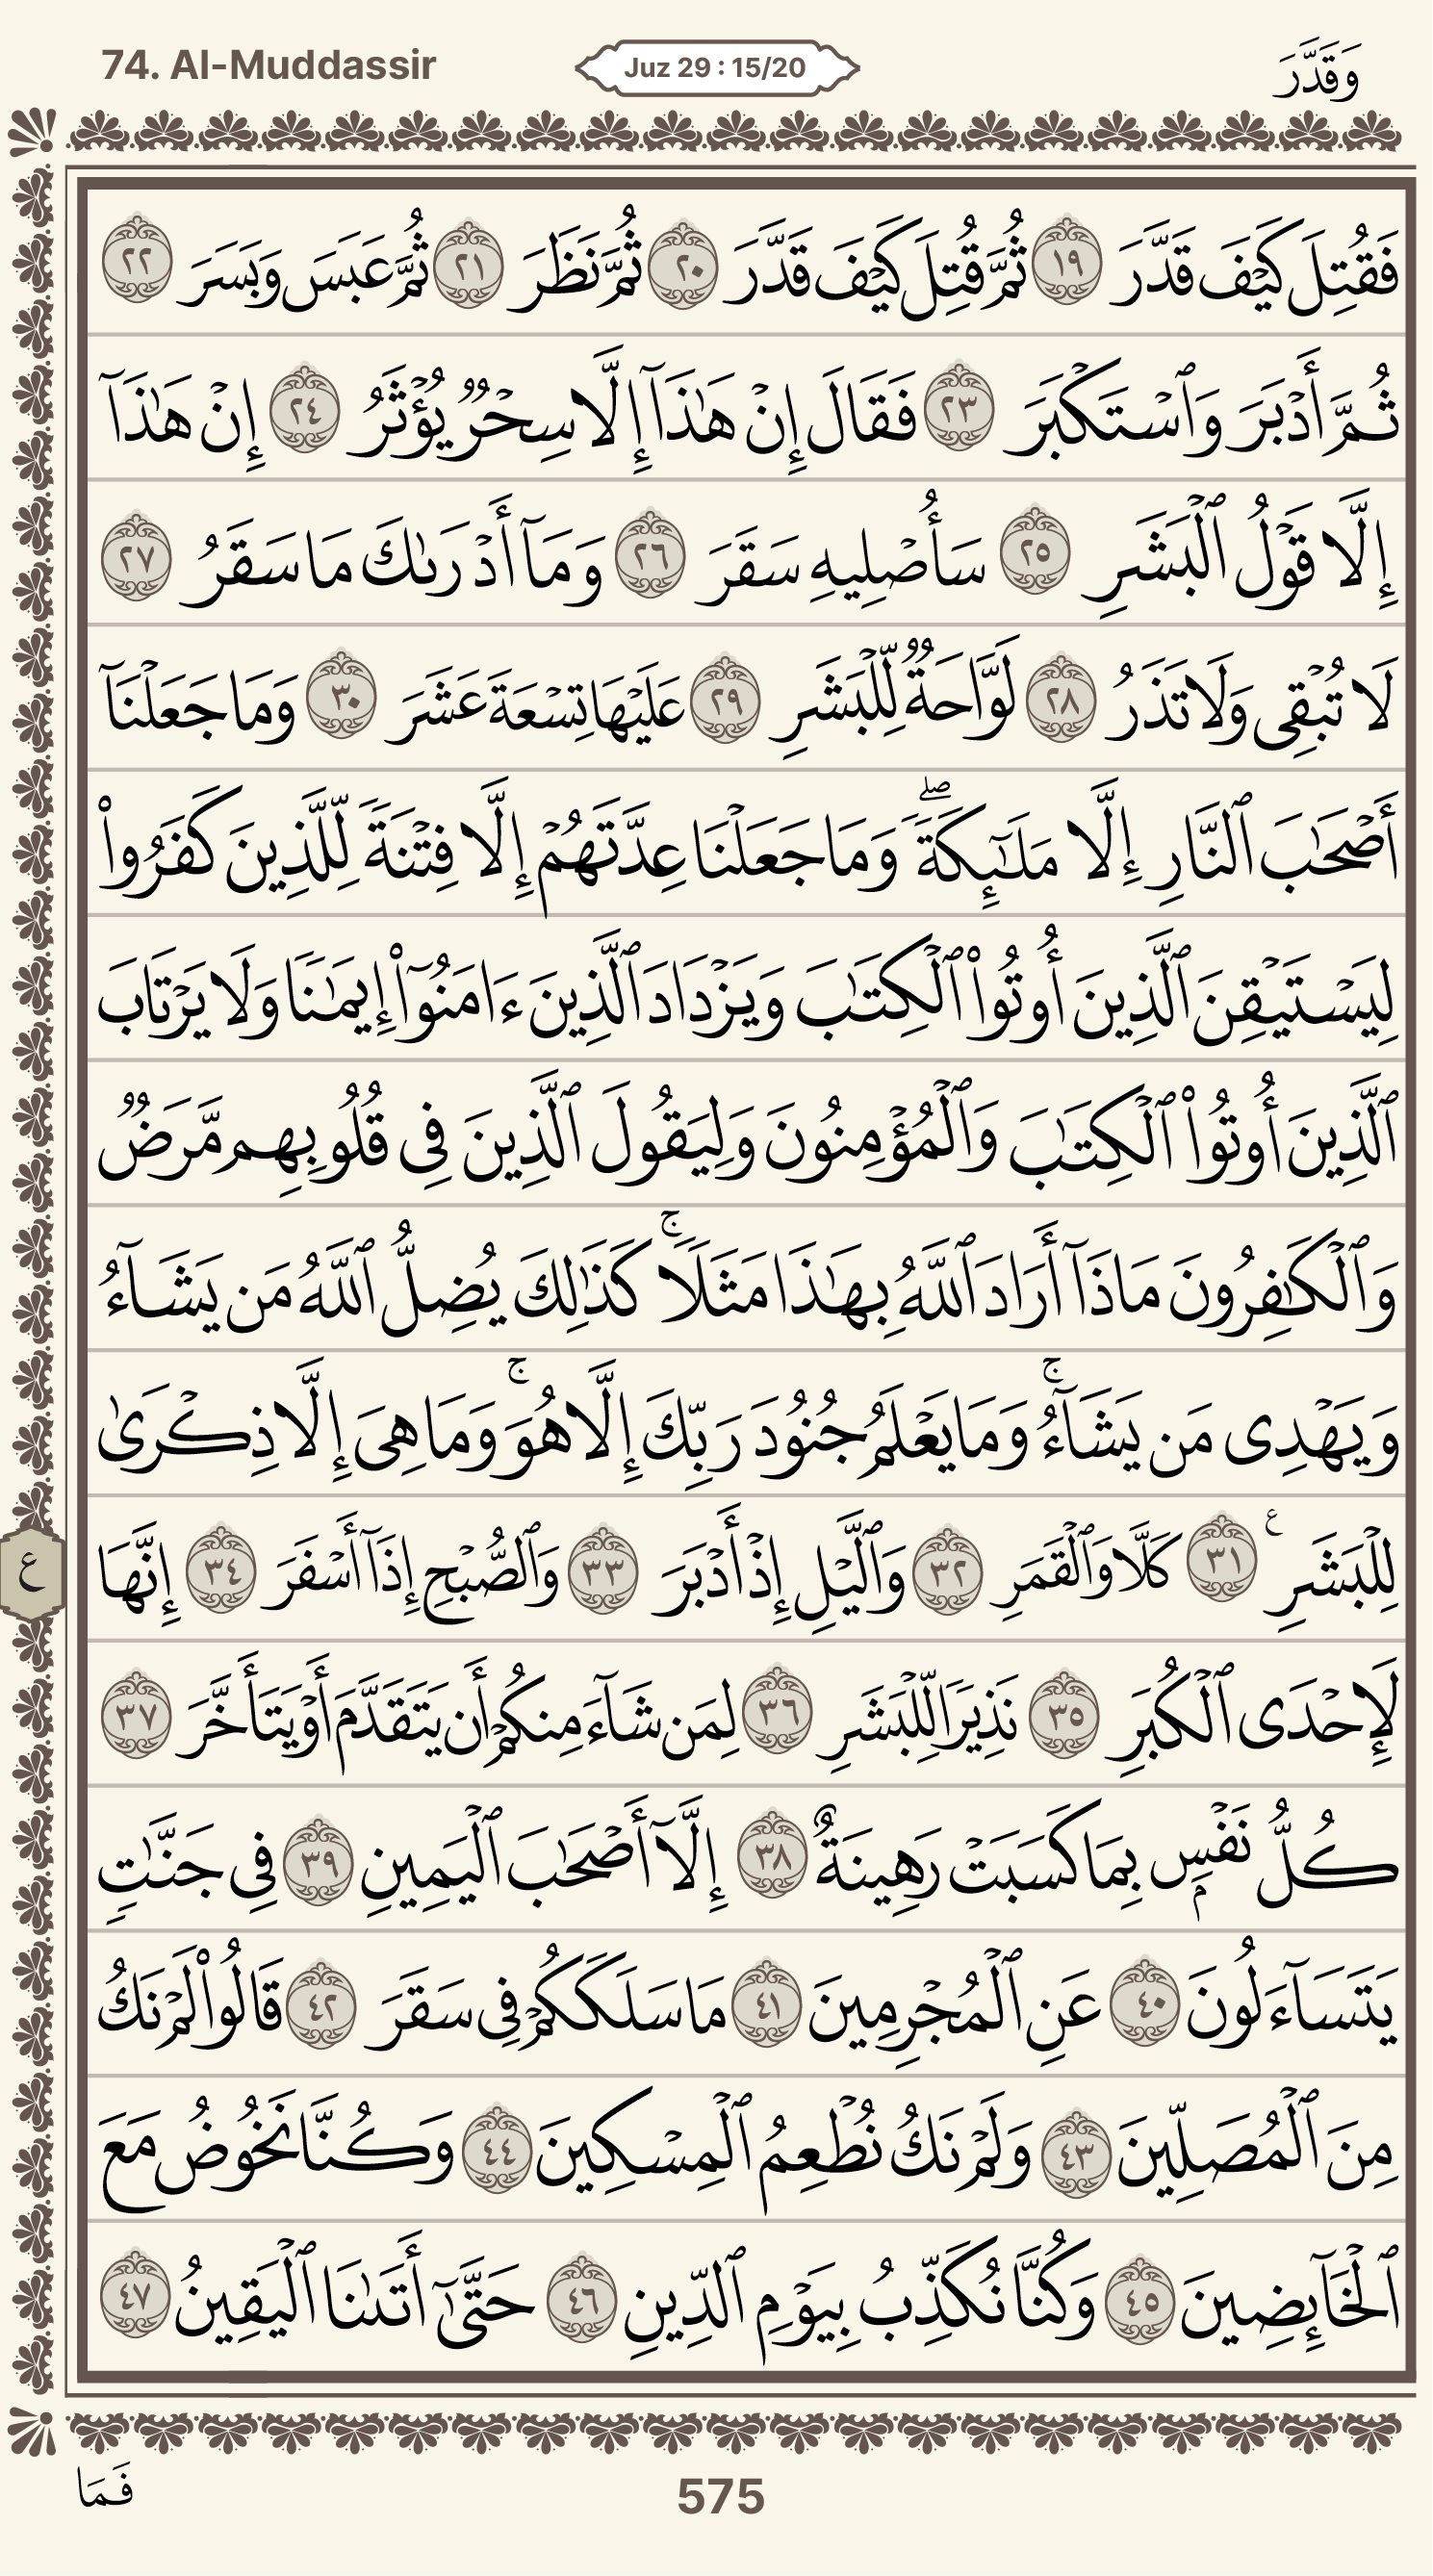 74. Al-Muddassir
Juz 29 : 15/20
وَقَدَّرَ
فَقُتِلَ كَيْفَ قَدَّرَ ١٩ ثُمَّ قُتِلَ كَيْفَ قَدَّرَ ٢٠ ثُمَّ نَظَرَ ٢١ ثُمَّ عَبَسَ وَبَسَرَ ٢٢
ثُمَّ أَدْبَرَ وَٱسْتَكْبَرَ ٢٣ فَقَالَ إِنْ هَٰذَآ إِلَّا سِحْرٌ يُؤْثَرُ ٢٤ إِنْ هَٰذَآ
إِلَّا قَوْلُ ٱلْبَشَرِ ٢٥ سَأُصْلِيهِ سَقَرَ ٢٦ وَمَآ أَدْرَىٰكَ مَا سَقَرُ ٢٧
لَا تُبْقِى وَلَا تَذَرُ ٢٨ لَوَّاحَةٌ لِّلْبَشَرِ ٢٩ عَلَيْهَا تِسْعَةَ عَشَرَ ٣٠ وَمَا جَعَلْنَآ
أَصْحَٰبَ ٱلنَّارِ إِلَّا مَلَٰٓئِكَةً ۖ وَمَا جَعَلْنَا عِدَّتَهُمْ إِلَّا فِتْنَةً لِّلَّذِينَ كَفَرُوا۟
لِيَسْتَيْقِنَ ٱلَّذِينَ أُوتُوا۟ ٱلْكِتَٰبَ وَيَزْدَادَ ٱلَّذِينَ ءَامَنُوٓا۟ إِيمَٰنًا وَلَا يَرْتَابَ
ٱلَّذِينَ أُوتُوا۟ ٱلْكِتَٰبَ وَٱلْمُؤْمِنُونَ وَلِيَقُولَ ٱلَّذِينَ فِى قُلُوبِهِم مَّرَضٌ
وَٱلْكَٰفِرُونَ مَاذَآ أَرَادَ ٱللَّهُ بِهَٰذَا مَثَلًا ۚ كَذَٰلِكَ يُضِلُّ ٱللَّهُ مَن يَشَآءُ
وَيَهْدِى مَن يَشَآءُ ۚ وَمَا يَعْلَمُ جُنُودَ رَبِّكَ إِلَّا هُوَ ۚ وَمَا هِىَ إِلَّا ذِكْرَىٰ
لِلْبَشَرِ ع ٣١ كَلَّا وَٱلْقَمَرِ ٣٢ وَٱلَّيْلِ إِذْ أَدْبَرَ ٣٣ وَٱلصُّبْحِ إِذَآ أَسْفَرَ ٣٤ إِنَّهَا
ع
لَإِحْدَى ٱلْكُبَرِ ٣٥ نَذِيرًا لِّلْبَشَرِ ٣٦ لِمَن شَآءَ مِنكُمْ أَن يَتَقَدَّمَ أَوْ يَتَأَخَّرَ ٣٧
كُلُّ نَفْسٍۭ بِمَا كَسَبَتْ رَهِينَةٌ ٣٨ إِلَّآ أَصْحَٰبَ ٱلْيَمِينِ ٣٩ فِى جَنَّٰتٍ
يَتَسَآءَلُونَ ٤٠ عَنِ ٱلْمُجْرِمِينَ ٤١ مَا سَلَكَكُمْ فِى سَقَرَ ٤٢ قَالُوا۟ لَمْ نَكُ
مِنَ ٱلْمُصَلِّينَ ٤٣ وَلَمْ نَكُ نُطْعِمُ ٱلْمِسْكِينَ ٤٤ وَكُنَّا نَخُوضُ مَعَ
ٱلْخَآئِضِينَ ٤٥ وَكُنَّا نُكَذِّبُ بِيَوْمِ ٱلدِّينِ ٤٦ حَتَّىٰٓ أَتَىٰنَا ٱلْيَقِينُ ٤٧
فَمَا
575